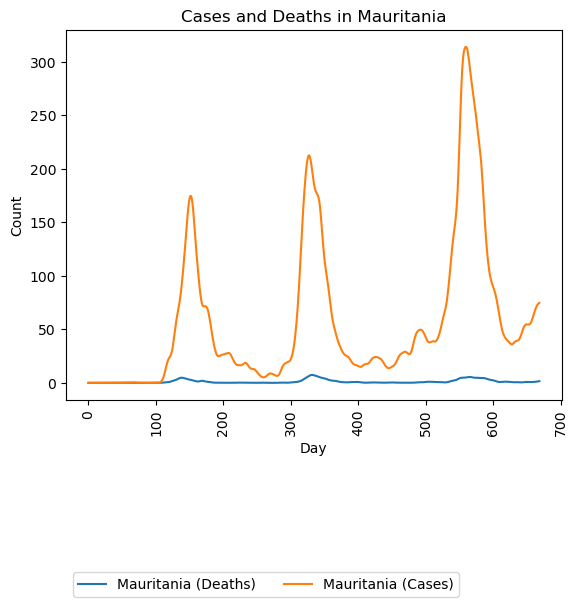 Cases and Deaths in Mauritania
300
250
200
150
100
50
0
Count
0 100 200 300 400 500 600 700
Day
Mauritania (Deaths) Mauritania (Cases)